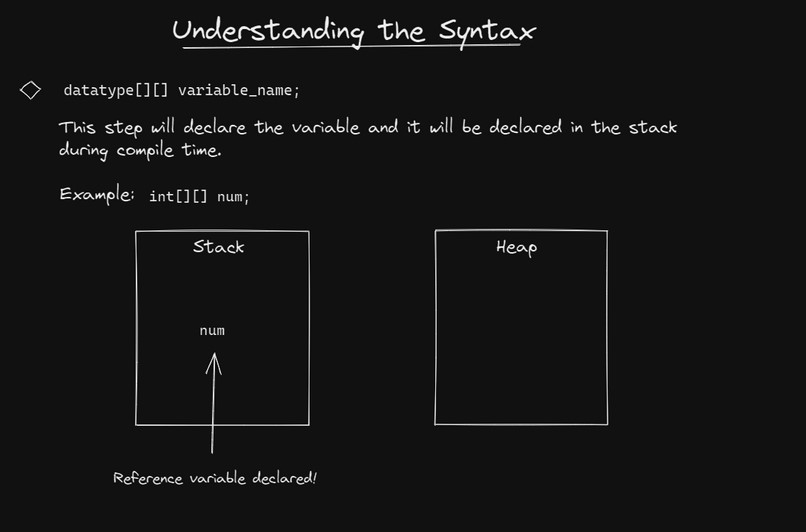 Understanding the Syntax
datatype[][] variable_name;
This step will declare the variable and it will be declared in the stack
during compile time.
Example: int[][] num;
Stack
Heap
num
Reference variable declared!